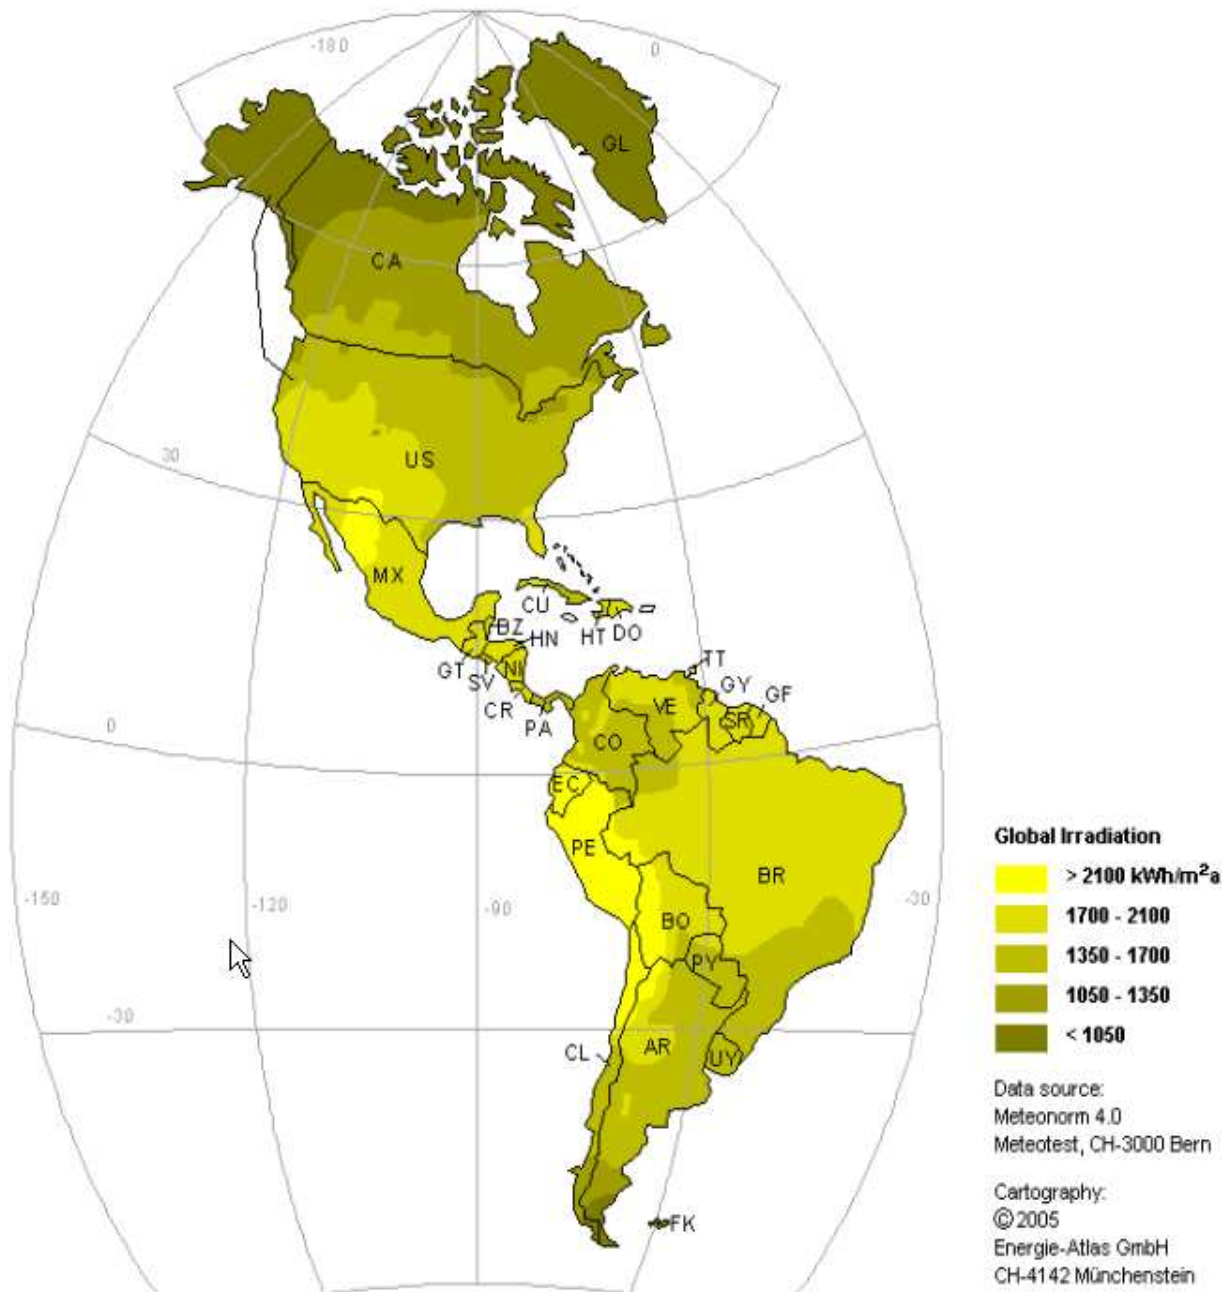 -180
0
GL
CA
30
US
MX
CU
BZ
HN
HT
DO
GT
SV
NI
CR
PA
TT
GY
GF
VE
SR
0
CO
EC
PE
BR
-150
-120
-90
-30
BO
PY
-30
CL
AR
UY
FK
Global Irradiation
> 2100 kWh/m²a
1700 - 2100
1350 - 1700
1050 - 1350
< 1050
Data source:
Meteonorm 4.0
Meteotest, CH-3000 Bern
Cartography:
© 2005
Energie-Atlas GmbH
CH-4142 Münchenstein